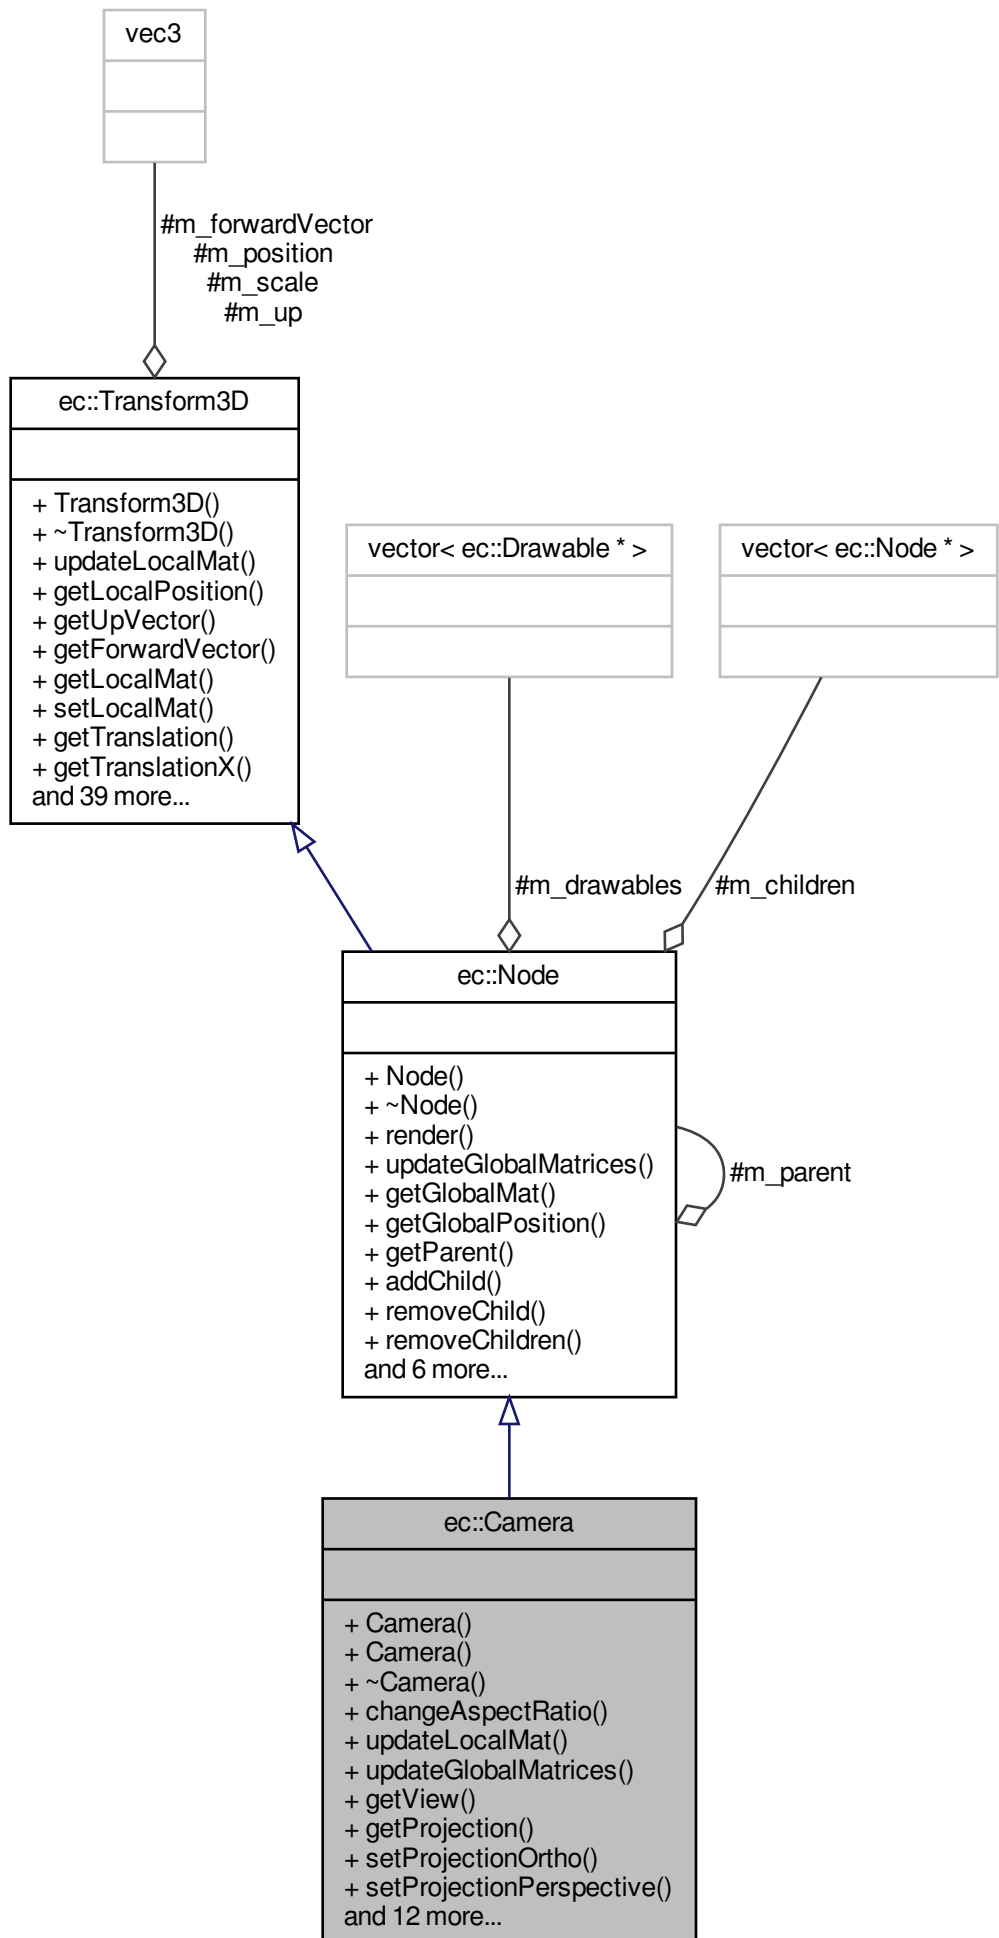 vec3
#m_forwardVector
#m_position
#m_scale
#m_up
ec::Transform3D
+ Transform3D()
+ ~Transform3D()
+ updateLocalMat()
+ getLocalPosition()
+ getUpVector()
+ getForwardVector()
+ getLocalMat()
+ setLocalMat()
+ getTranslation()
+ getTranslationX()
and 39 more...
vector< ec::Drawable * >
vector< ec::Node * >
#m_drawables
#m_children
ec::Node
+ Node()
+ ~Node()
+ render()
+ updateGlobalMatrices()
+ getGlobalMat()
+ getGlobalPosition()
+ getParent()
+ addChild()
+ removeChild()
+ removeChildren()
and 6 more...
#m_parent
ec::Camera
+ Camera()
+ Camera()
+ ~Camera()
+ changeAspectRatio()
+ updateLocalMat()
+ updateGlobalMatrices()
+ getView()
+ getProjection()
+ setProjectionOrtho()
+ setProjectionPerspective()
and 12 more...